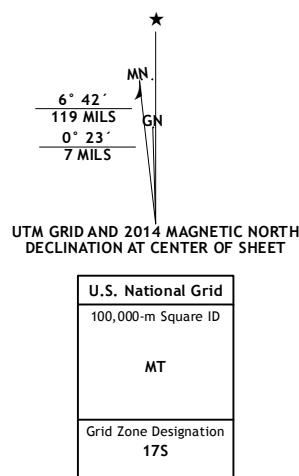 ★
MN
GN
6° 42´
119 MILS
0° 23´
7 MILS
UTM GRID AND 2014 MAGNETIC NORTH
DECLINATION AT CENTER OF SHEET
U.S. National Grid
100,000-m Square ID
MT
Grid Zone Designation
17S